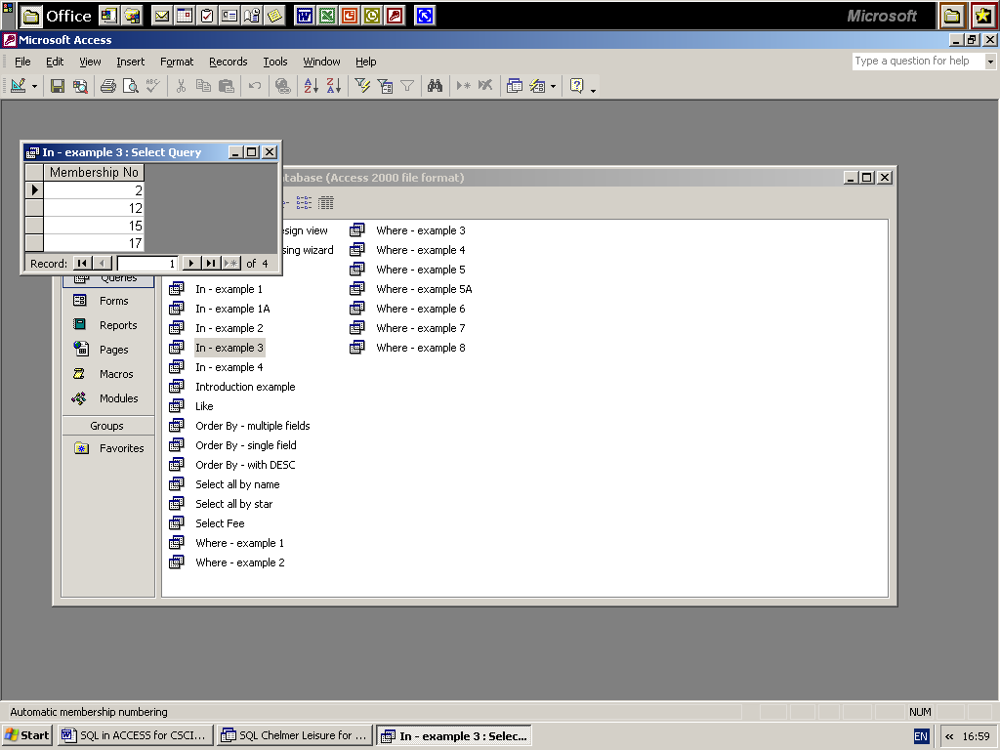 Office
Microsoft
Microsoft Access
File Edit View Insert Format Records Tools Window Help
Type a question for help
In - example 3 : Select Query
Membership No
2
12
15
17
Record: 1 of 4
atabase (Access 2000 file format)
esign view
sing wizard
Queries
Forms
Reports
Pages
Macros
Modules
Groups
Favorites
In - example 1
In - example 1A
In - example 2
In - example 3
In - example 4
Introduction example
Like
Order By - multiple fields
Order By - single field
Order By - with DESC
Select all by name
Select all by star
Select Fee
Where - example 1
Where - example 2
Where - example 3
Where - example 4
Where - example 5
Where - example 5A
Where - example 6
Where - example 7
Where - example 8
Automatic membership numbering
NUM
Start
SQL in ACCESS for CSCI...
SQL Chelmer Leisure for ...
In - example 3 : Selec...
EN
« 16:59